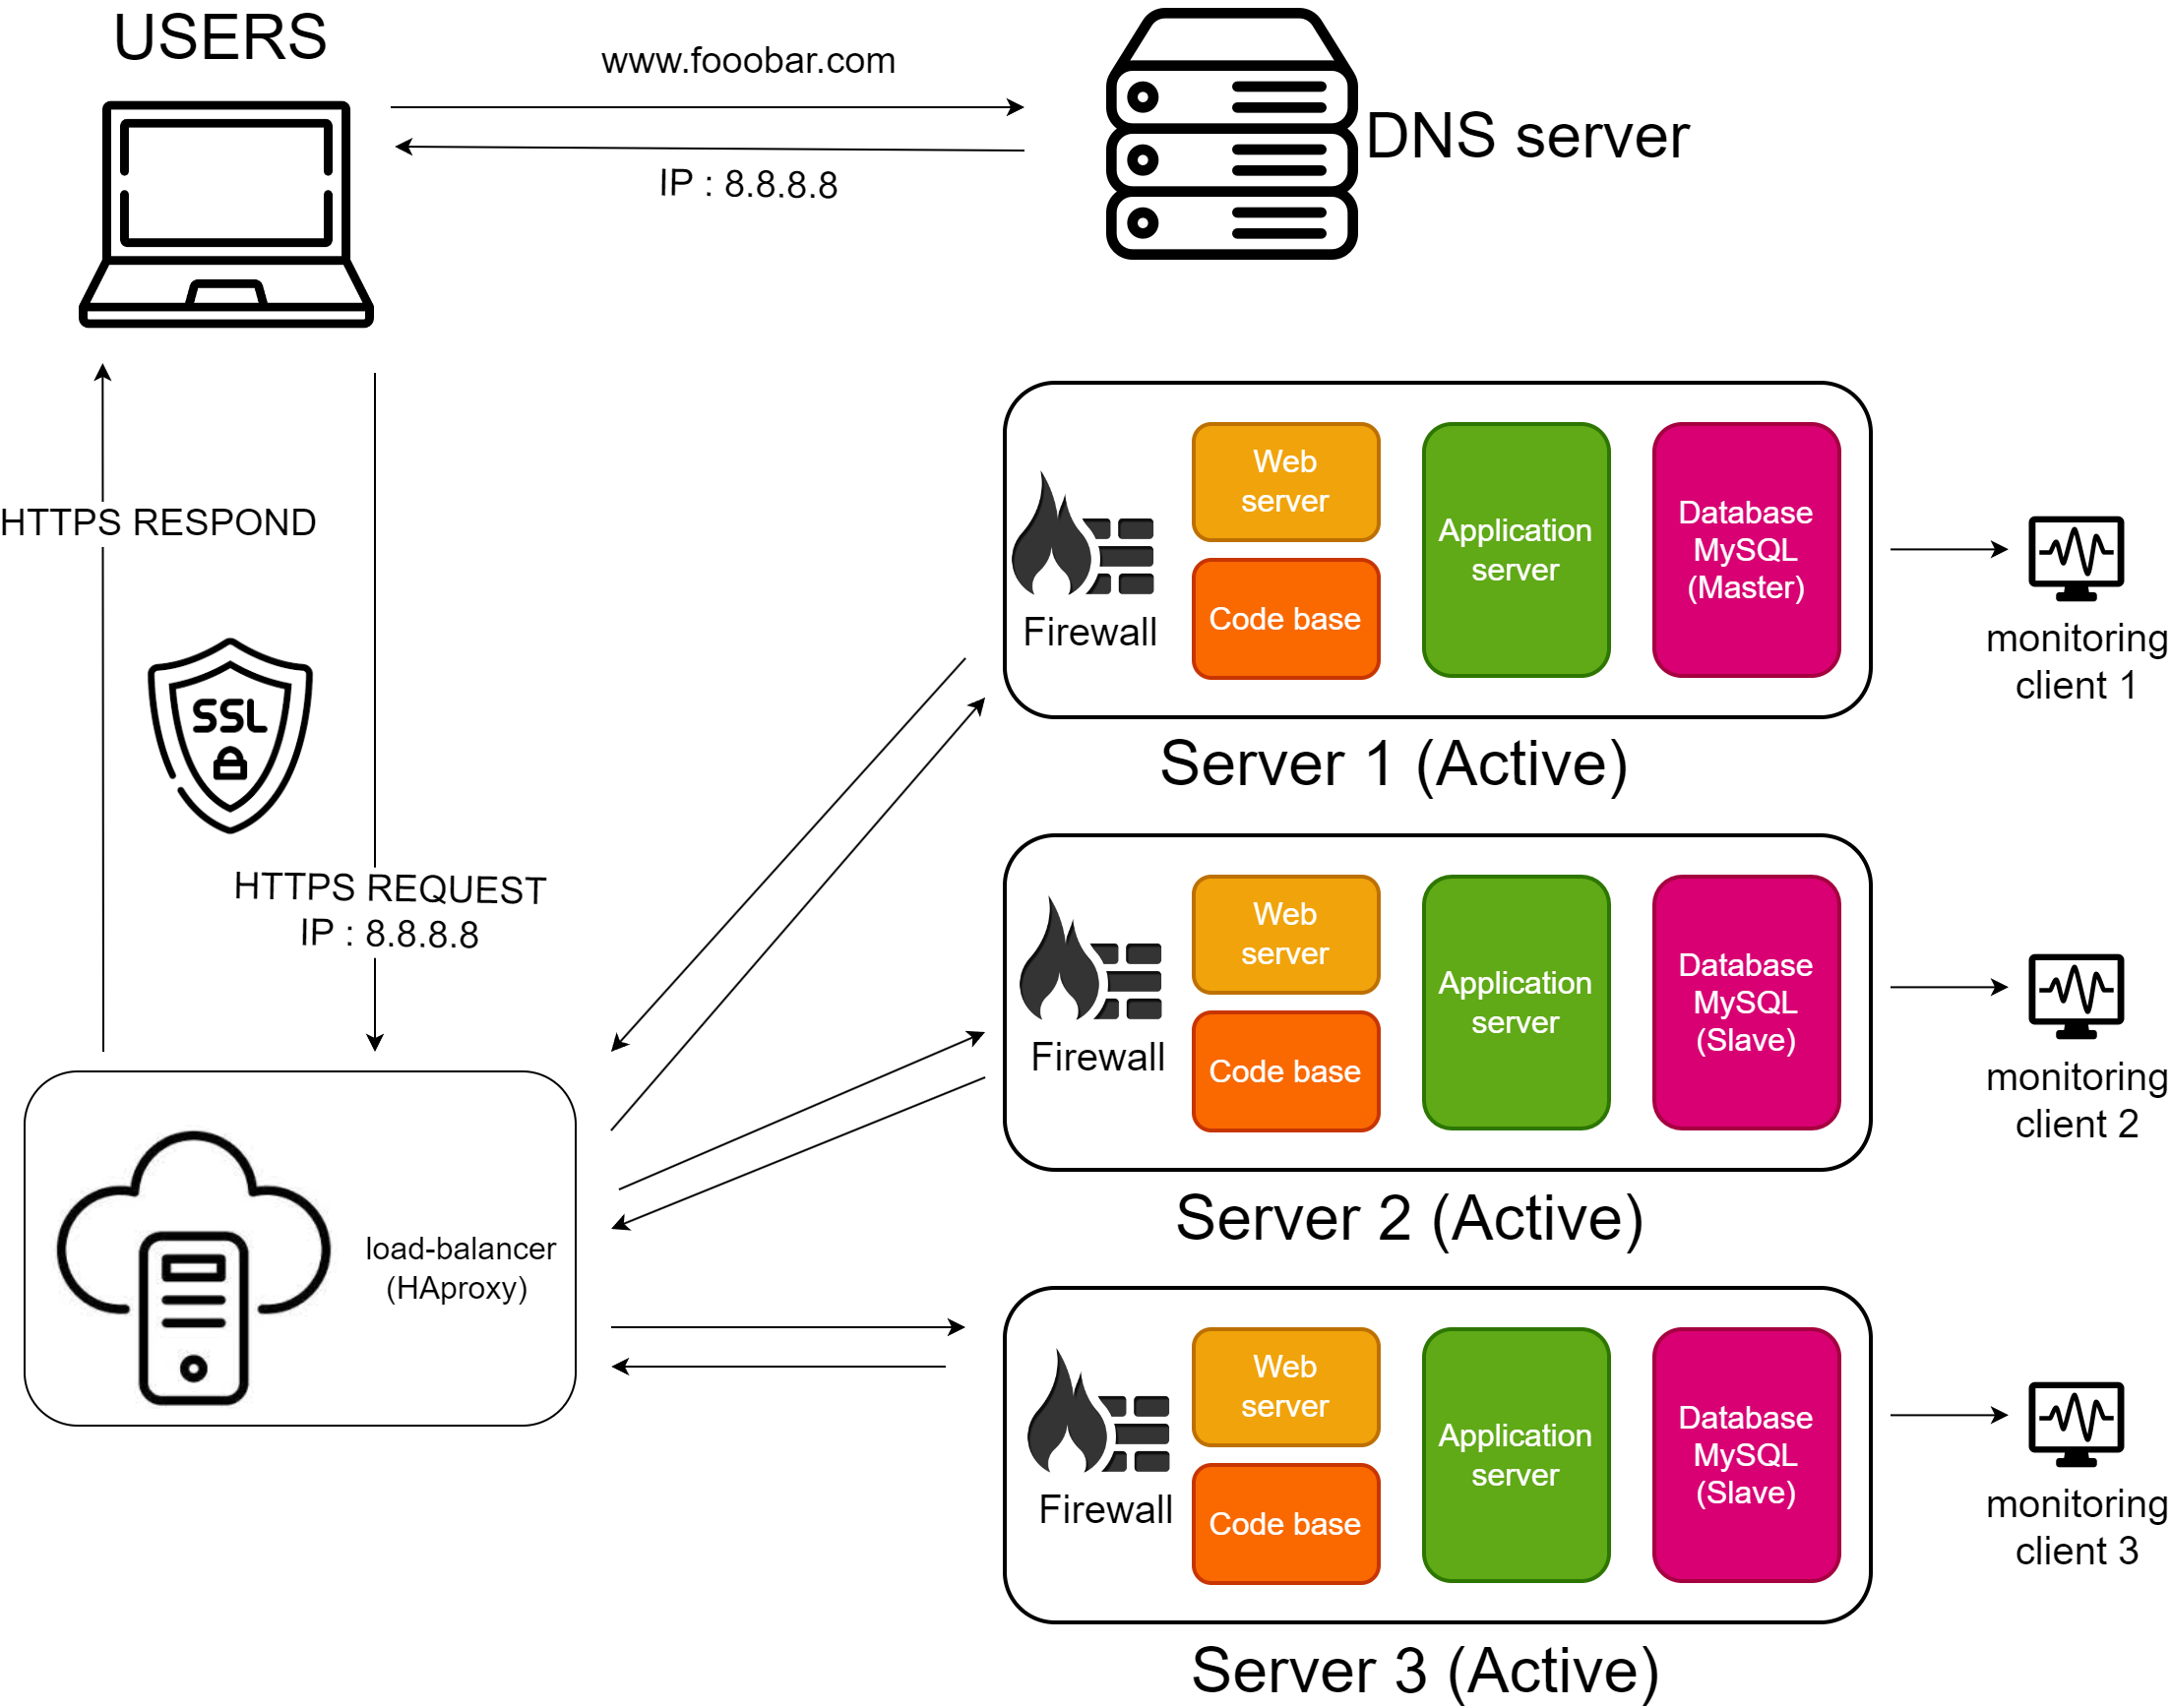 USERS
www.fooobar.com
IP : 8.8.8.8
DNS server
HTTPS RESPOND
SSL
HTTPS REQUEST
IP : 8.8.8.8
load-balancer
(HAproxy)
Firewall
Web
server
Code base
Application
server
Database
MySQL
(Master)
monitoring
client 1
Server 1 (Active)
Firewall
Web
server
Code base
Application
server
Database
MySQL
(Slave)
monitoring
client 2
Server 2 (Active)
Firewall
Web
server
Code base
Application
server
Database
MySQL
(Slave)
monitoring
client 3
Server 3 (Active)